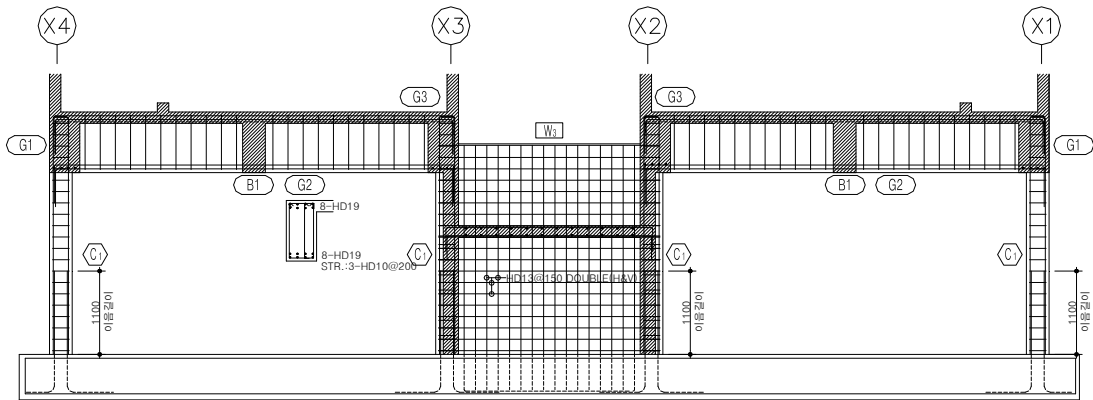 X4
X3
X2
X1
G3
G3
G1
W3
G1
B1
G2
B1
G2
8-HD19
8-HD19
STR.:3-HD10@200
C1
C1
C1
C1
HD13@150 DOUBLE(H&V)
1100
이음길이
1100
이음길이
1100
이음길이